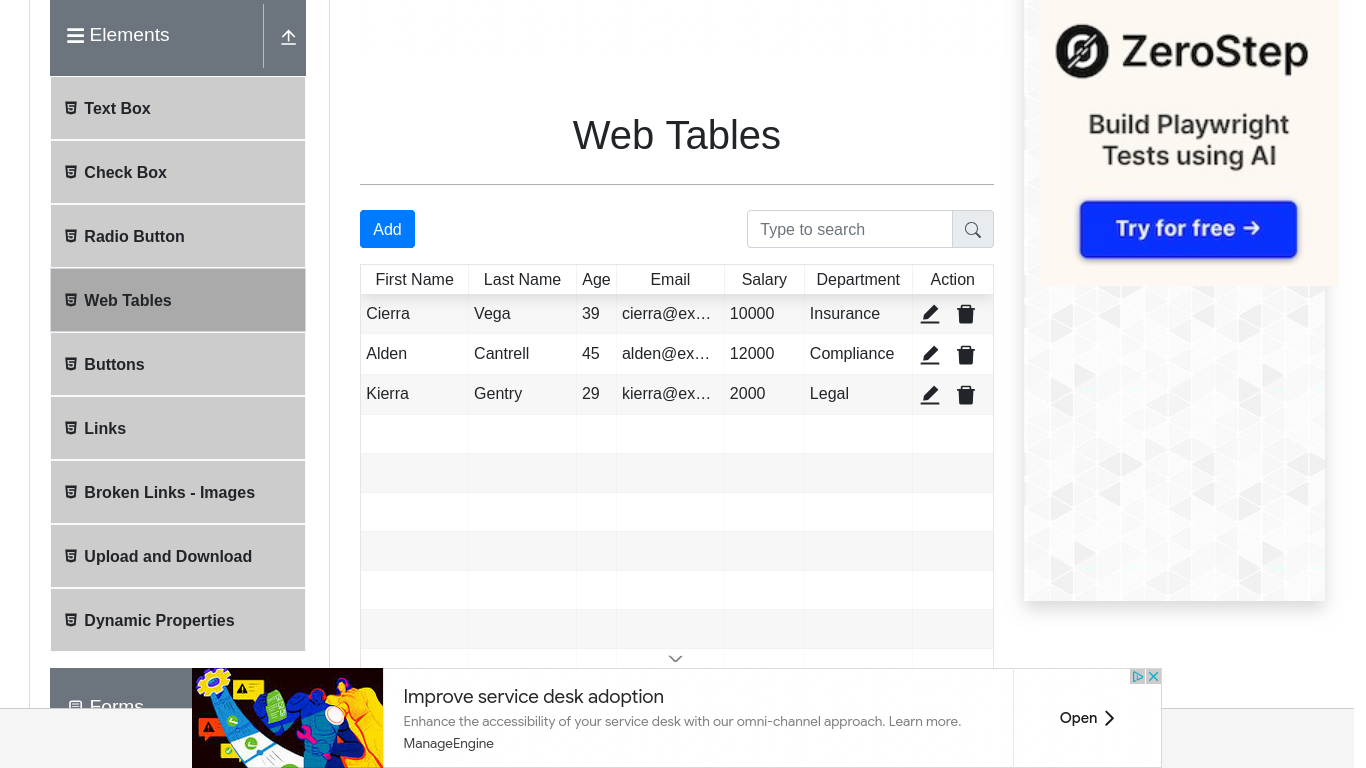 Elements
Text Box
Check Box
Radio Button
Web Tables
Buttons
Links
Broken Links - Images
Upload and Download
Dynamic Properties
Forms
Web Tables
Add
Type to search
First Name Last Name Age Email Salary Department Action
Cierra Vega 39 cierra@ex… 10000 Insurance
Alden Cantrell 45 alden@ex… 12000 Compliance
Kierra Gentry 29 kierra@ex… 2000 Legal
ZeroStep
Build Playwright
Tests using AI
Try for free →
Improve service desk adoption
Enhance the accessibility of your service desk with our omni-channel approach. Learn more.
ManageEngine
Open